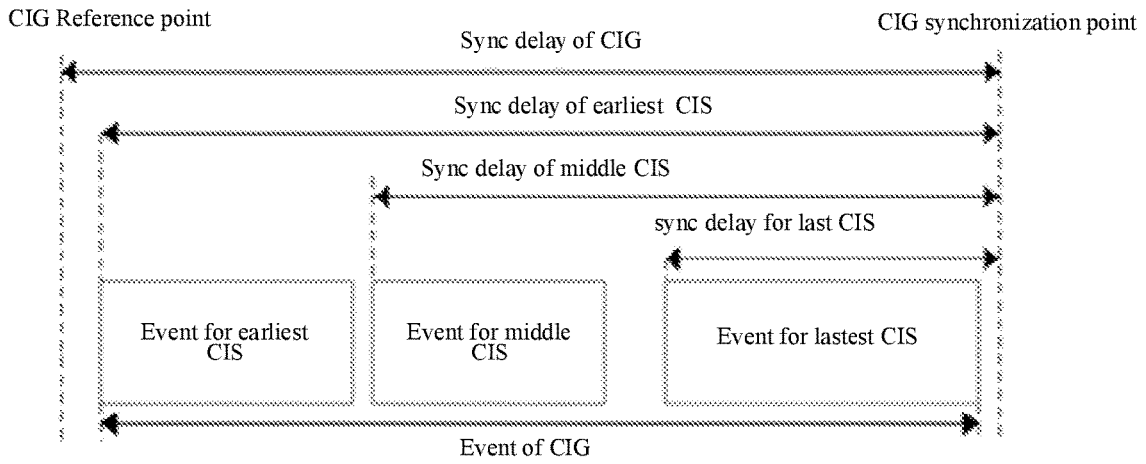 CIG Reference point
CIG synchronization point
Sync delay of CIG
Sync delay of earliest CIS
Sync delay of middle CIS
sync delay for last CIS
Event for earliest
CIS
Event for middle
CIS
Event for lastest CIS
Event of CIG